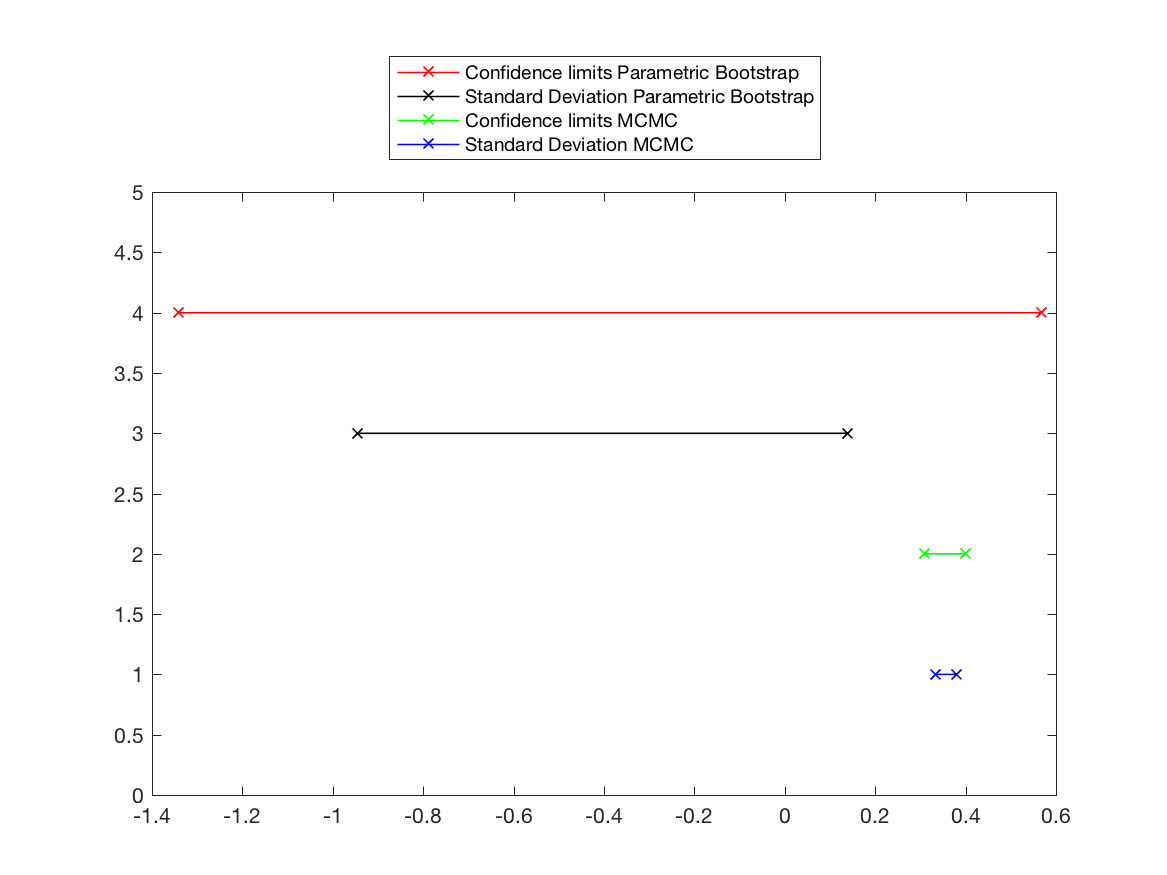 Confidence limits Parametric Bootstrap
Standard Deviation Parametric Bootstrap
Confidence limits MCMC
Standard Deviation MCMC
5
4.5
4
3.5
3
2.5
2
1.5
1
0.5
0
-1.4 -1.2 -1 -0.8 -0.6 -0.4 -0.2 0 0.2 0.4 0.6